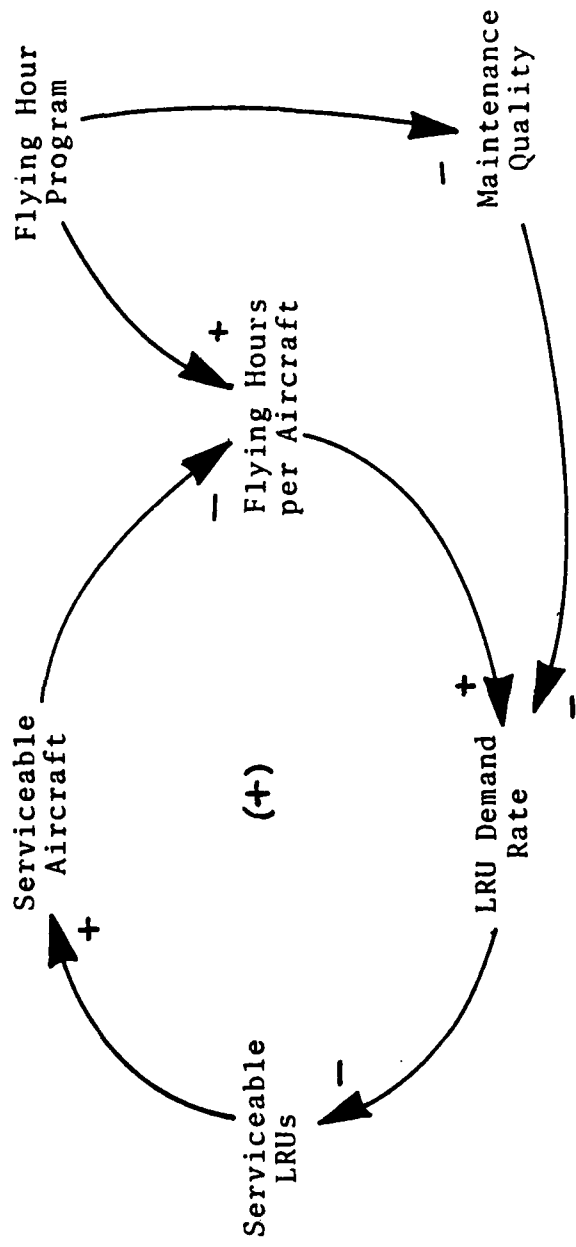 Serviceable
Aircraft
Flying Hour
Program
+
-
+
Serviceable
LRUs
(+)
Flying Hours
per Aircraft
-
-
+
LRU Demand
Rate
-
Maintenance
Quality